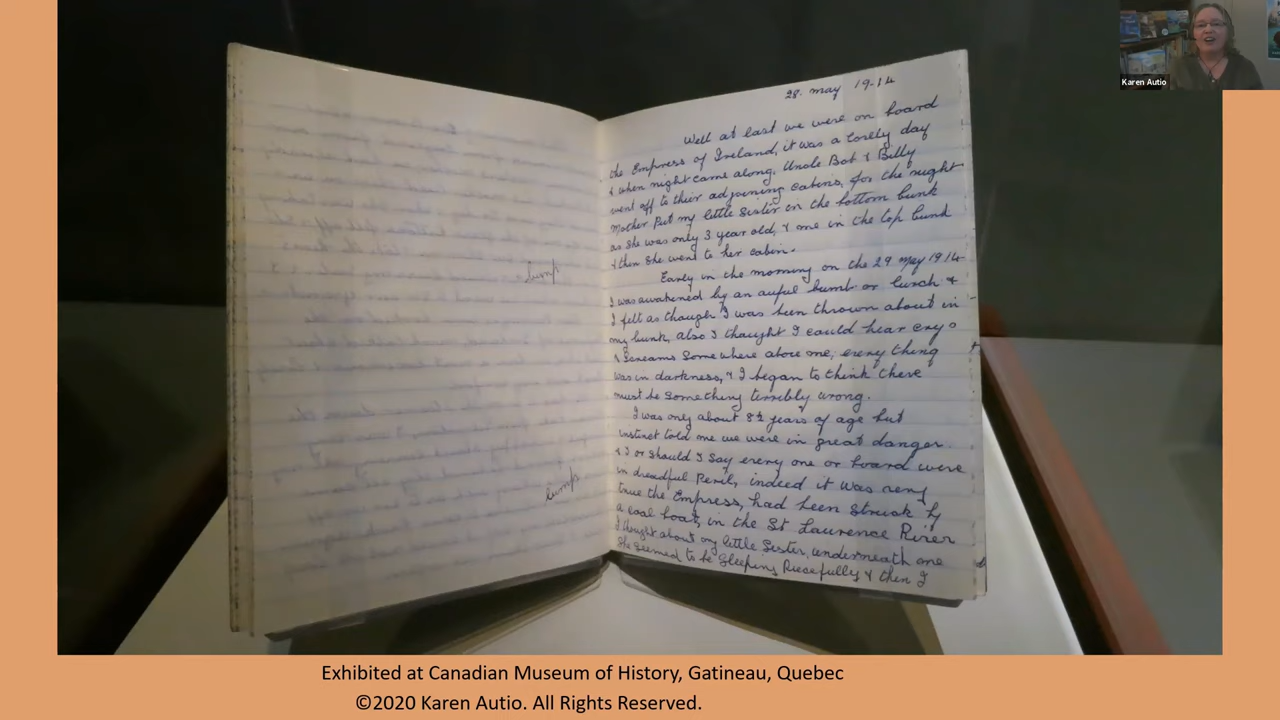 Karen Autio
bump
bumps
28. may 1914
Well at last we were on board
the Empress of Ireland, it was a lovely day
& when night came along. Uncle Bob & Billy
went off to their adjoining cabins, for the night
Mother Put my little Sister in the bottom bunk
as she was only 3 year old, & me in the top bunk
& then She went to her cabin.
Early in the morning on the 29 May 1914
I was awakened by an awful bumb or lurch &
I felt as though I was been thrown about in
my bunk, also I thought I could hear crys
& Screams Somewhere above me, every thing
was in darkness, & I began to think there
must be something terribly wrong.
I was only about 8½ years of age but
instinct told me we were in great danger.
& I or should I Say every one on board were
in dreadful Peril, indeed it was very
true the Empress, had been Struck by
a coal boat, in the St Laurence River
I thought about my little Sister, underneath me
She Seemed to be Sleeping Piecefully & then I
Exhibited at Canadian Museum of History, Gatineau, Quebec
©2020 Karen Autio. All Rights Reserved.